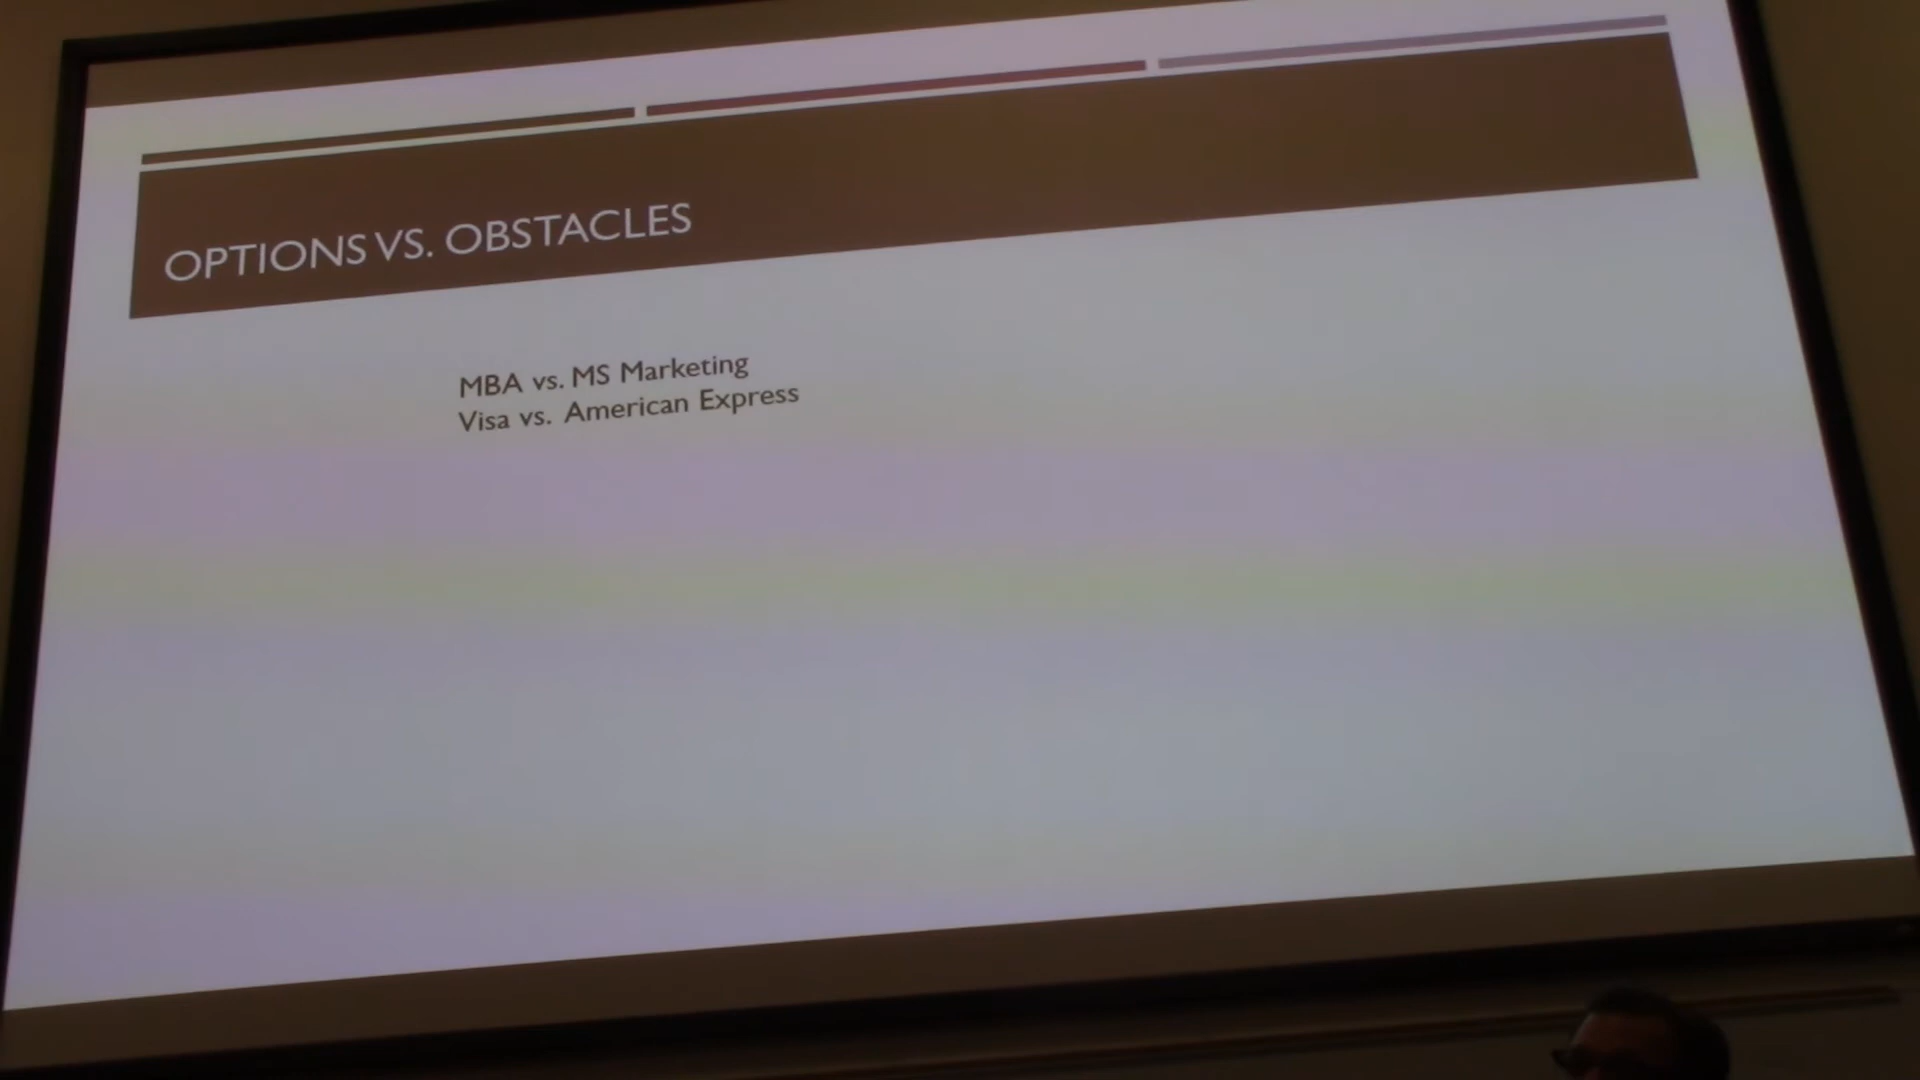 OPTIONS VS. OBSTACLES
MBA vs. MS Marketing
Visa vs. American Express